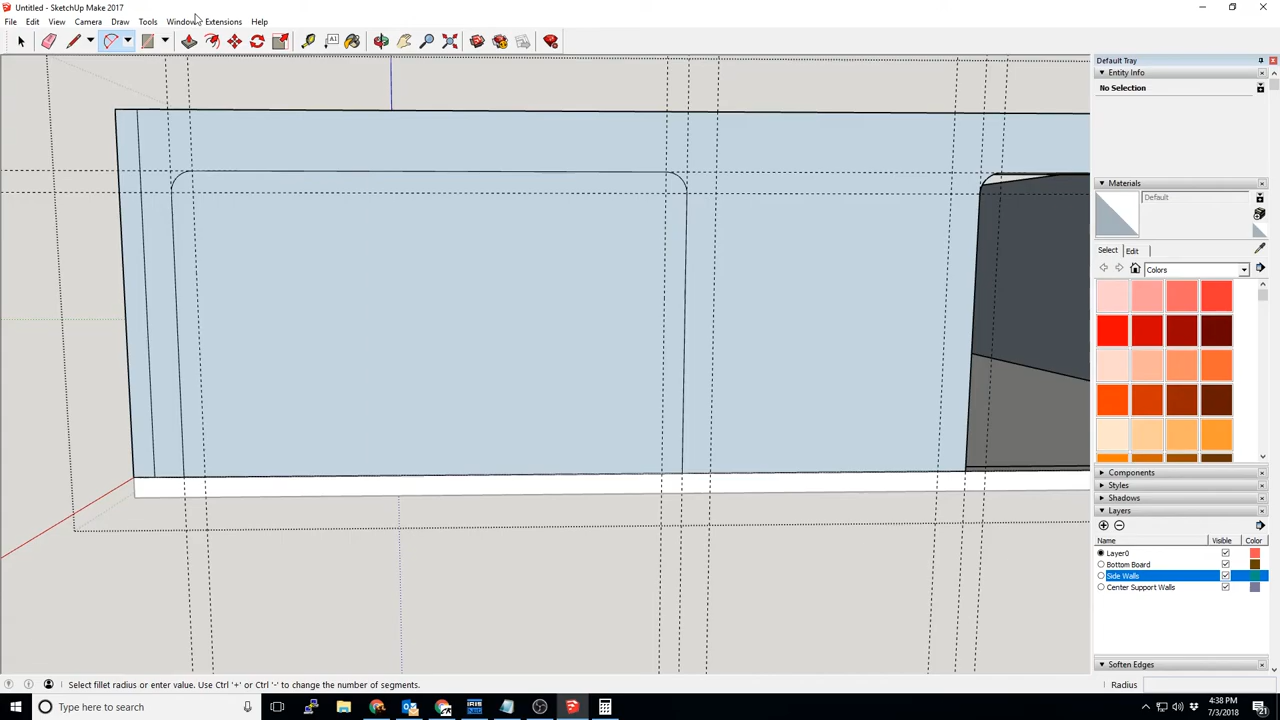 Untitled - SketchUp Make 2017
File Edit View Camera Draw Tools Window Extensions Help
Default Tray
Entity Info
No Selection
Materials
Default
Select Edit
Colors
Components
Styles
Shadows
Layers
Name Visible Color
Layer0
Bottom Board
Side Walls
Center Support Walls
Soften Edges
Select fillet radius or enter value. Use Ctrl '+' or Ctrl '-' to change the number of segments.
Radius
Type here to search
4:38 PM
7/3/2018